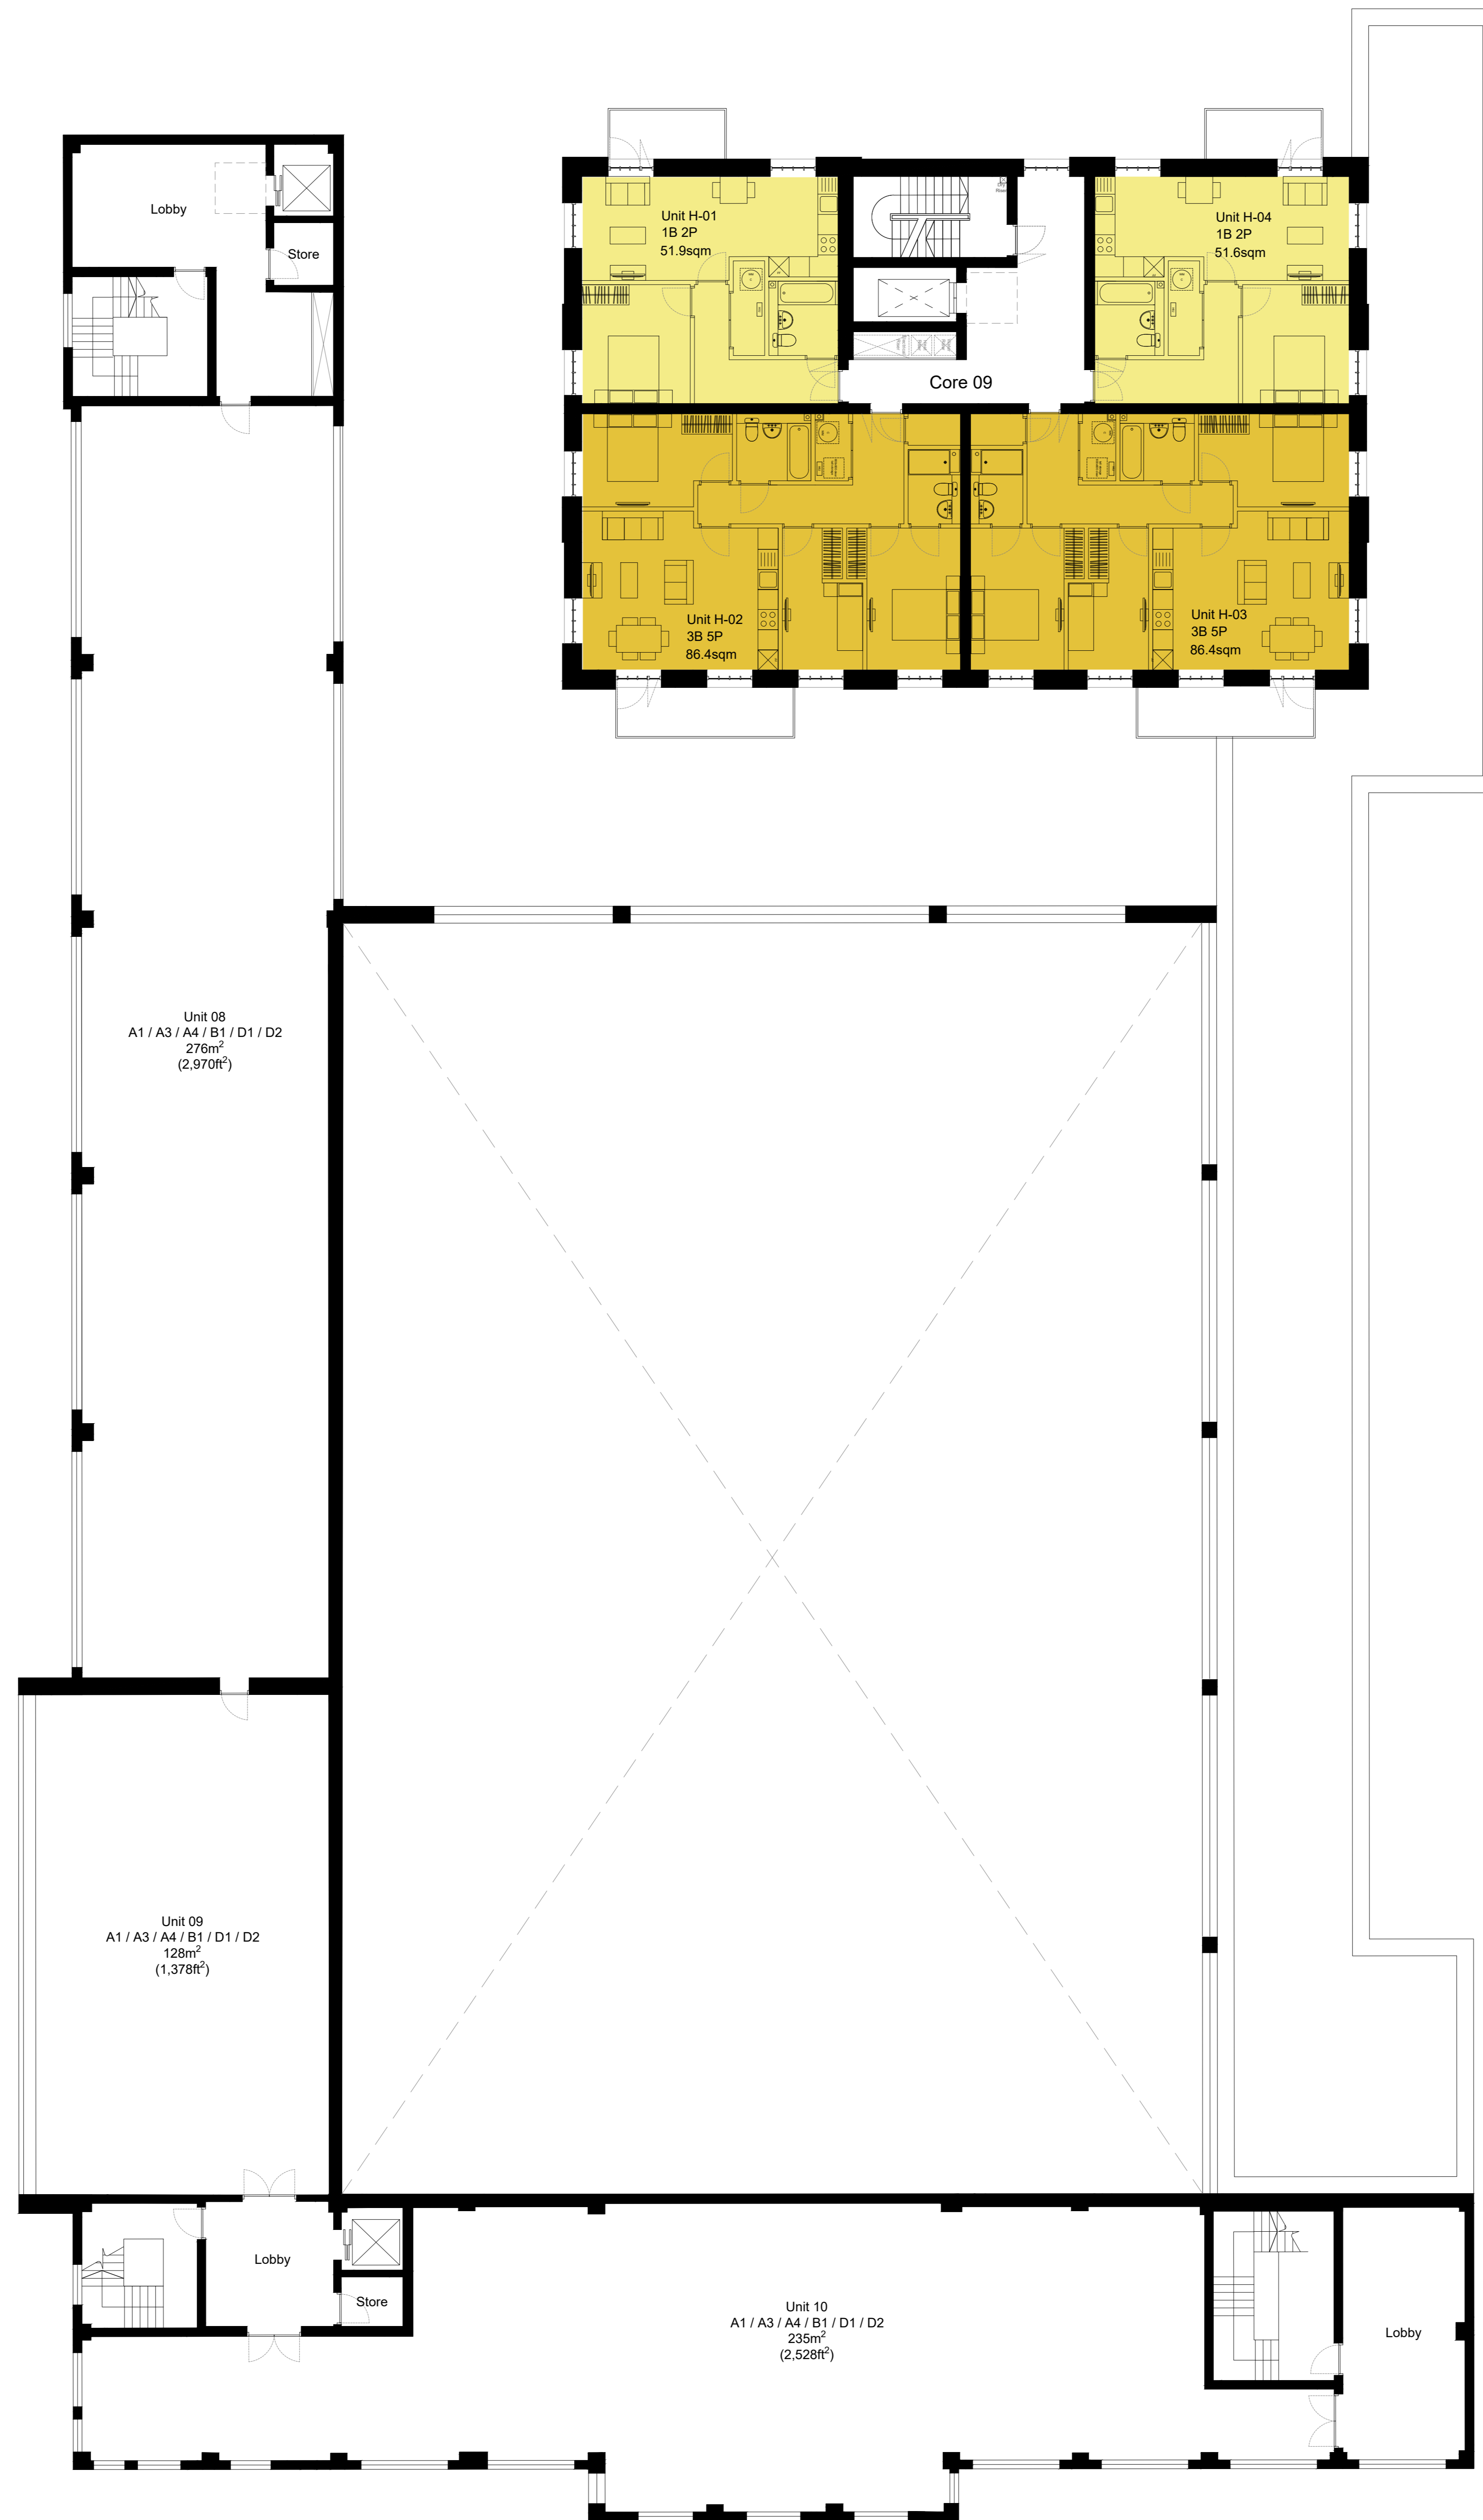 Lobby
Store
Unit H-01
1B 2P
51.9sqm
Dry
Riser
Unit H-04
1B 2P
51.6sqm
Core 09
Unit H-02
3B 5P
86.4sqm
Unit H-03
3B 5P
86.4sqm
Unit 08
A1 / A3 / A4 / B1 / D1 / D2
276m²
(2,970ft²)
Unit 09
A1 / A3 / A4 / B1 / D1 / D2
128m²
(1,378ft²)
Lobby
Store
Unit 10
A1 / A3 / A4 / B1 / D1 / D2
235m²
(2,528ft²)
Lobby